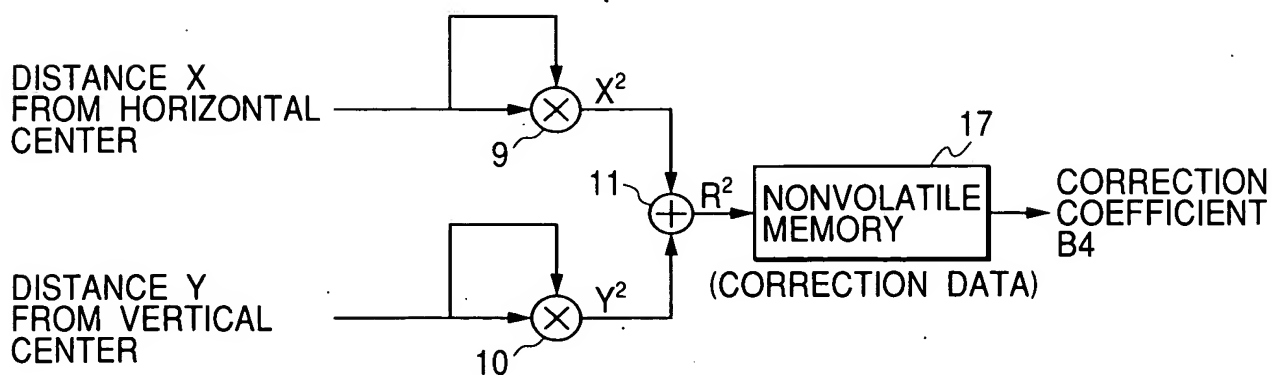 DISTANCE X
FROM HORIZONTAL
CENTER
X²
9
17
11
R²
NONVOLATILE
MEMORY
(CORRECTION DATA)
CORRECTION
COEFFICIENT
B4
DISTANCE Y
FROM VERTICAL
CENTER
Y²
10